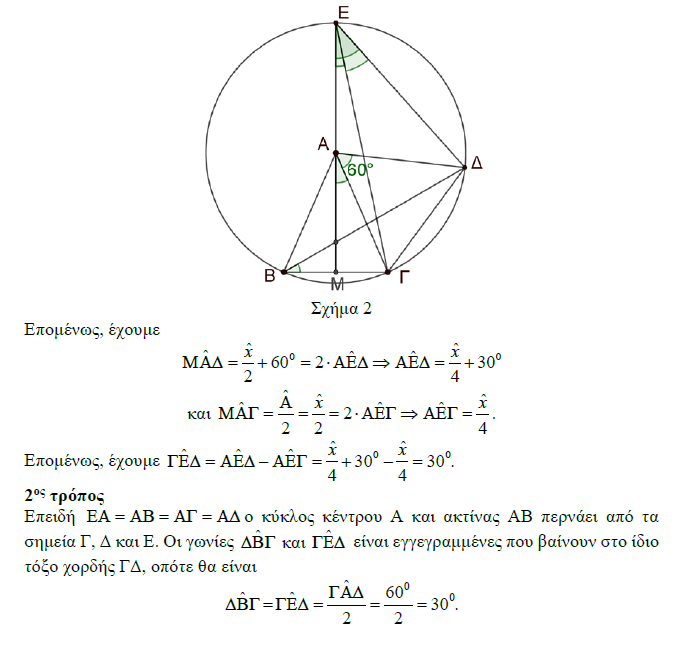 Ε
Α
60°
Δ
Β
Μ
Γ
Σχήμα 2
Επομένως, έχουμε
ΜÂΔ = x̂/2 + 60⁰ = 2·ΑÊΔ ⇒ ΑÊΔ = x̂/4 + 30⁰
και ΜÂΓ = Â/2 = x̂/2 = 2·ΑÊΓ ⇒ ΑÊΓ = x̂/4.
Επομένως, έχουμε ΓÊΔ = ΑÊΔ − ΑÊΓ = x̂/4 + 30⁰ − x̂/4 = 30⁰.
2ος τρόπος
Επειδή ΕΑ = ΑΒ = ΑΓ = ΑΔ ο κύκλος κέντρου Α και ακτίνας ΑΒ περνάει από τα
σημεία Γ, Δ και Ε. Οι γωνίες ΔB̂Γ και ΓÊΔ είναι εγγεγραμμένες που βαίνουν στο ίδιο
τόξο χορδής ΓΔ, οπότε θα είναι
ΔB̂Γ = ΓÊΔ = ΓÂΔ/2 = 60⁰/2 = 30⁰.